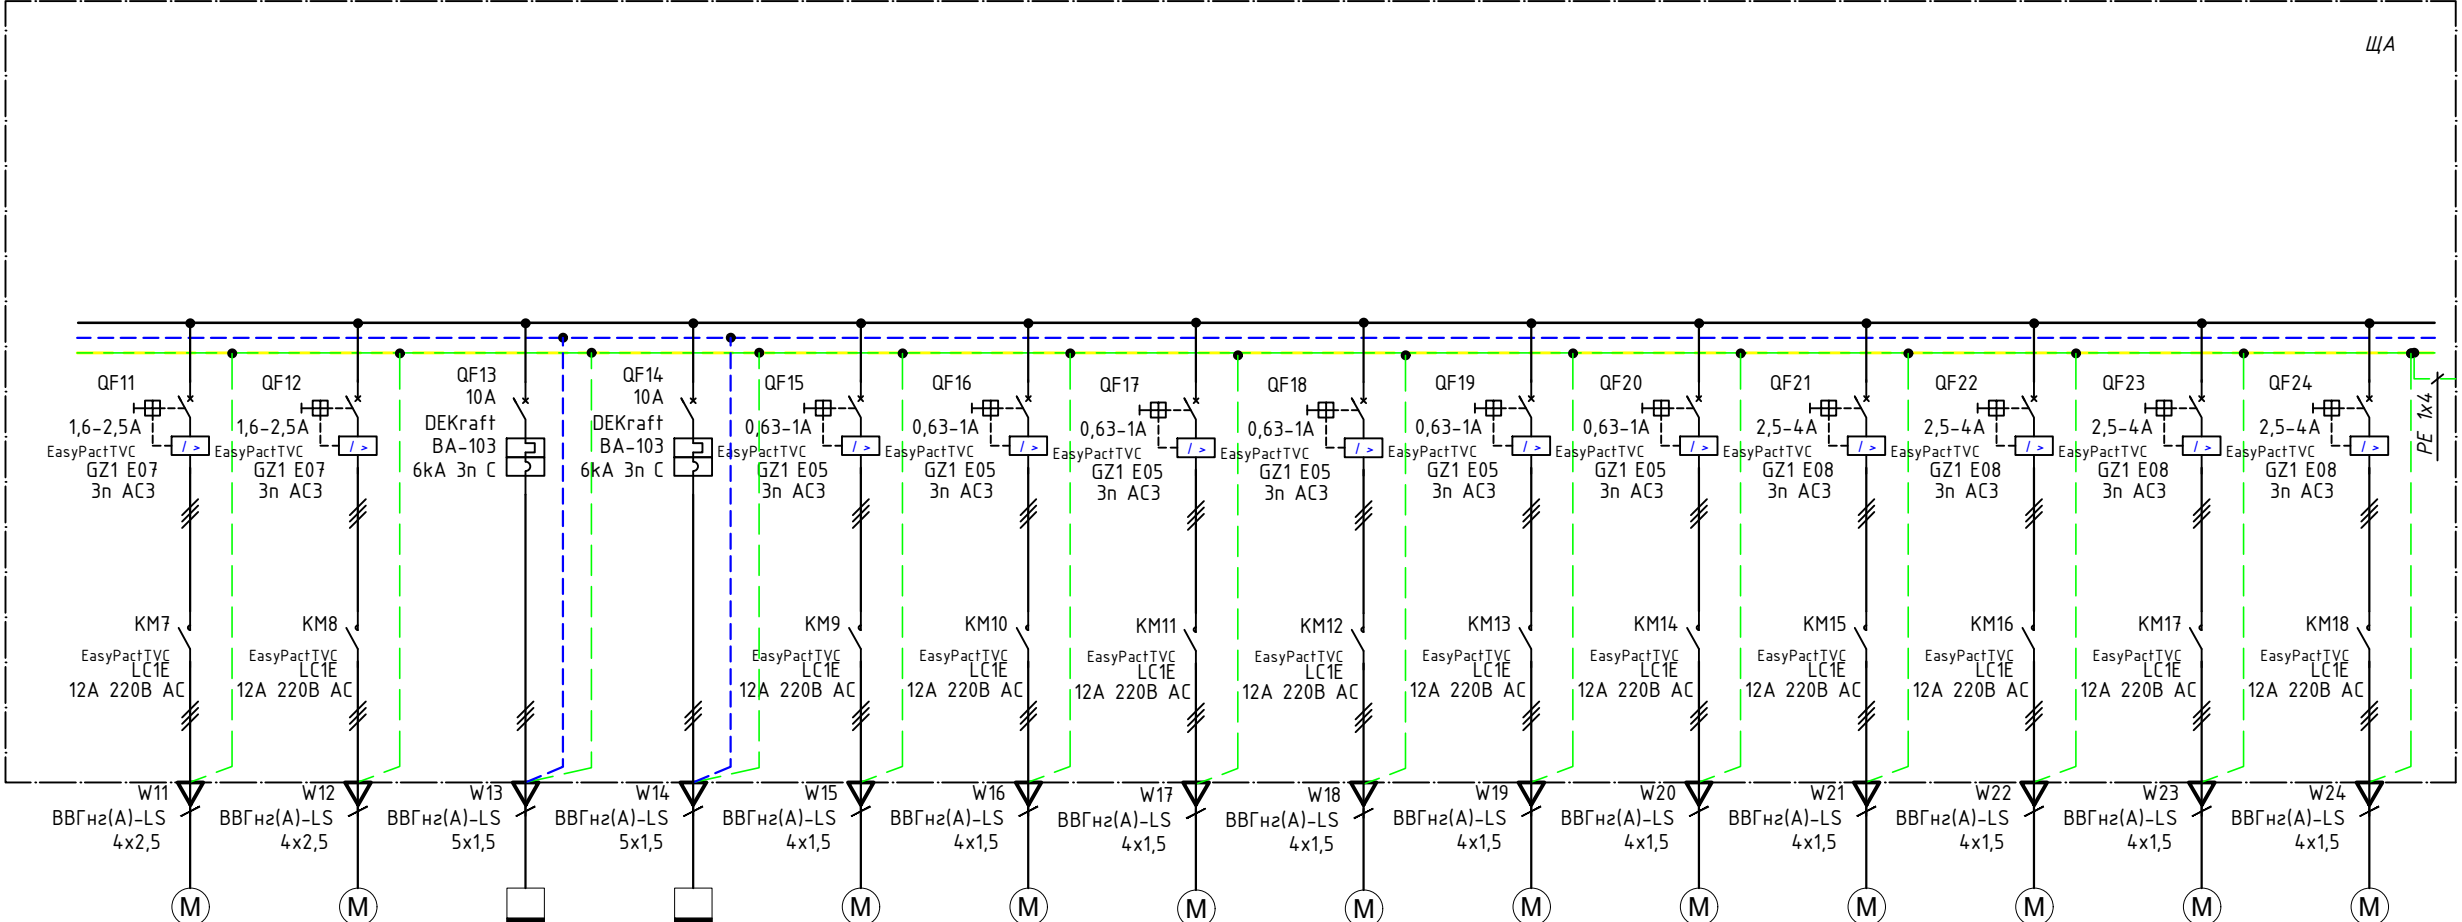 ЩА
QF11
1,6-2,5А
EasyPactTVC
GZ1 E07
3п AC3
QF12
1,6-2,5А
EasyPactTVC
GZ1 E07
3п AC3
QF13
10А
DEKraft
ВА-103
6кА 3п С
QF14
10А
DEKraft
ВА-103
6кА 3п С
QF15
0,63-1А
EasyPactTVC
GZ1 E05
3п AC3
QF16
0,63-1А
EasyPactTVC
GZ1 E05
3п AC3
QF17
0,63-1А
EasyPactTVC
GZ1 E05
3п AC3
QF18
0,63-1А
EasyPactTVC
GZ1 E05
3п AC3
QF19
0,63-1А
EasyPactTVC
GZ1 E05
3п AC3
QF20
0,63-1А
EasyPactTVC
GZ1 E05
3п AC3
QF21
2,5-4А
EasyPactTVC
GZ1 E08
3п AC3
QF22
2,5-4А
EasyPactTVC
GZ1 E08
3п AC3
QF23
2,5-4А
EasyPactTVC
GZ1 E08
3п AC3
QF24
2,5-4А
EasyPactTVC
GZ1 E08
3п AC3
PE 1x4
I >
I >
I >
I >
I >
I >
I >
I >
I >
I >
I >
I >
KM7
EasyPactTVC
LC1E
12А 220В AC
KM8
EasyPactTVC
LC1E
12А 220В AC
KM9
EasyPactTVC
LC1E
12А 220В AC
KM10
EasyPactTVC
LC1E
12А 220В AC
KM11
EasyPactTVC
LC1E
12А 220В AC
KM12
EasyPactTVC
LC1E
12А 220В AC
KM13
EasyPactTVC
LC1E
12А 220В AC
KM14
EasyPactTVC
LC1E
12А 220В AC
KM15
EasyPactTVC
LC1E
12А 220В AC
KM16
EasyPactTVC
LC1E
12А 220В AC
KM17
EasyPactTVC
LC1E
12А 220В AC
KM18
EasyPactTVC
LC1E
12А 220В AC
W11
ВВГнг(А)-LS
4x2,5
W12
ВВГнг(А)-LS
4x2,5
W13
ВВГнг(А)-LS
5x1,5
W14
ВВГнг(А)-LS
5x1,5
W15
ВВГнг(А)-LS
4x1,5
W16
ВВГнг(А)-LS
4x1,5
W17
ВВГнг(А)-LS
4x1,5
W18
ВВГнг(А)-LS
4x1,5
W19
ВВГнг(А)-LS
4x1,5
W20
ВВГнг(А)-LS
4x1,5
W21
ВВГнг(А)-LS
4x1,5
W22
ВВГнг(А)-LS
4x1,5
W23
ВВГнг(А)-LS
4x1,5
W24
ВВГнг(А)-LS
4x1,5
M
M
M
M
M
M
M
M
M
M
M
M